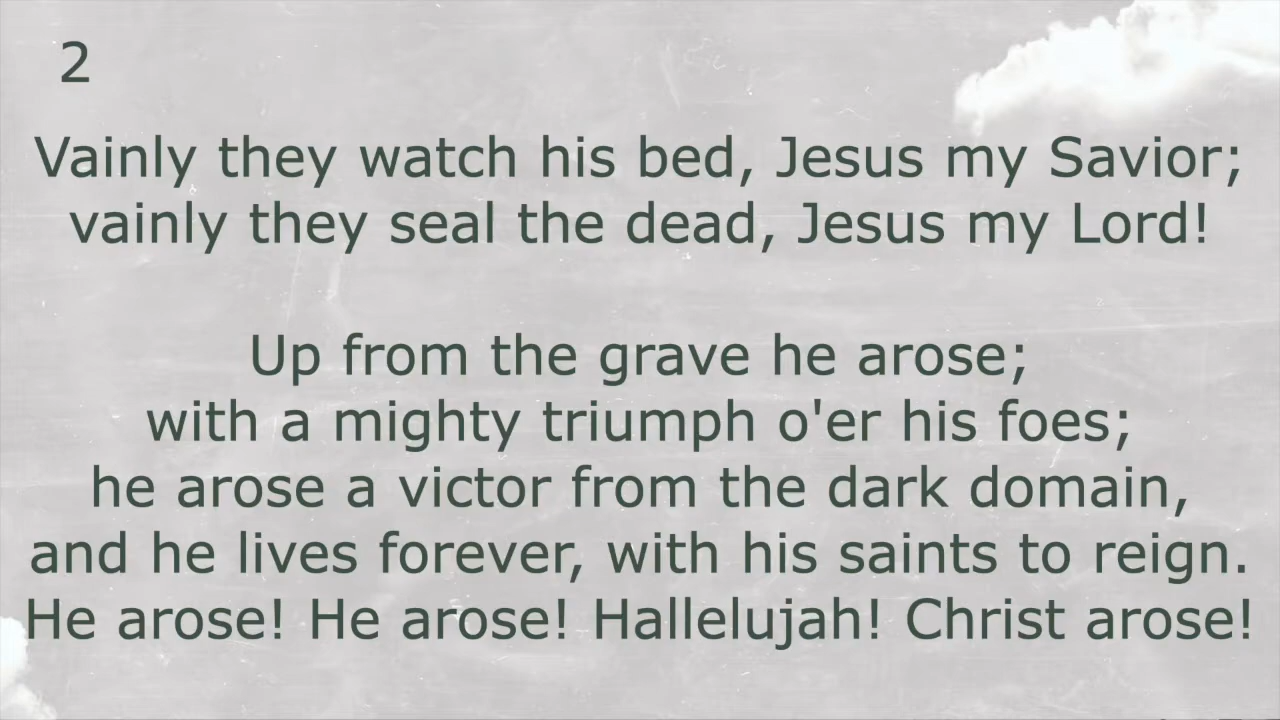 2
Vainly they watch his bed, Jesus my Savior;
vainly they seal the dead, Jesus my Lord!
Up from the grave he arose;
with a mighty triumph o'er his foes;
he arose a victor from the dark domain,
and he lives forever, with his saints to reign.
He arose! He arose! Hallelujah! Christ arose!